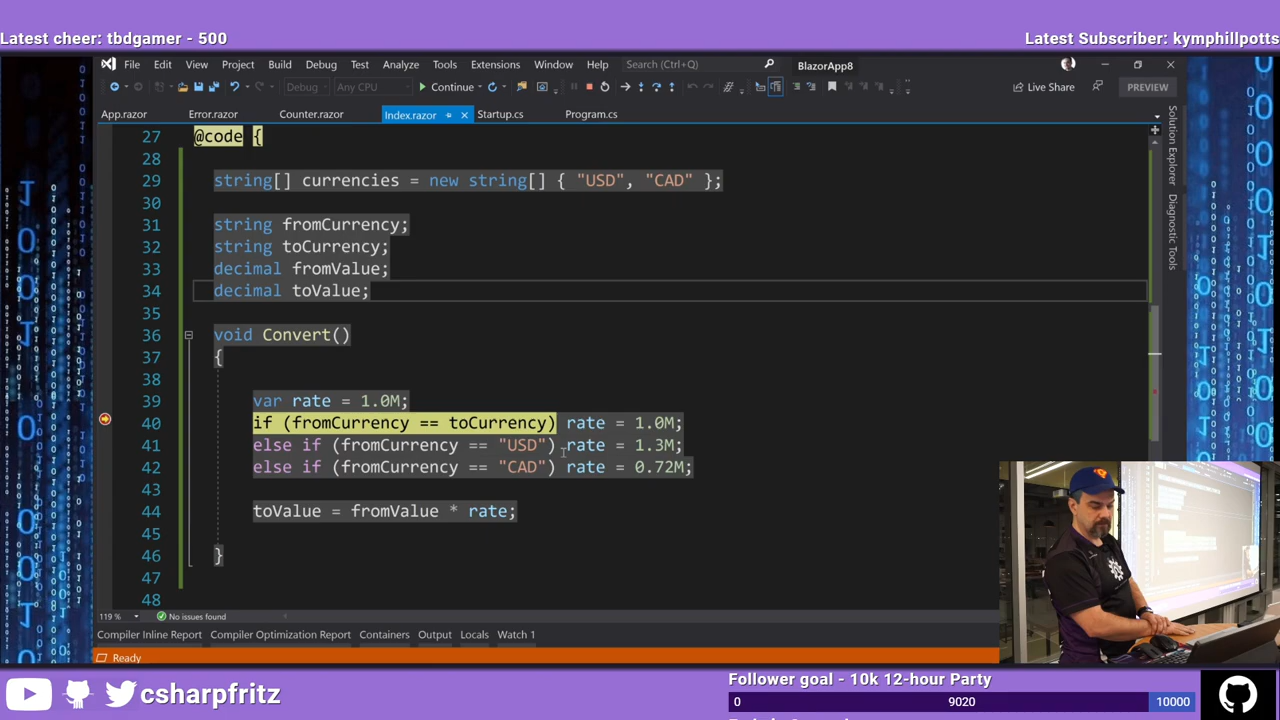 Latest cheer: tbdgamer - 500
Latest Subscriber: kymphillpotts
File Edit View Project Build Debug Test Analyze Tools Extensions Window Help Search (Ctrl+Q) BlazorApp8
Debug Any CPU Continue Live Share PREVIEW
App.razor Error.razor Counter.razor Index.razor Startup.cs Program.cs
27 @code {
28
29 string[] currencies = new string[] { "USD", "CAD" };
30
31 string fromCurrency;
32 string toCurrency;
33 decimal fromValue;
34 decimal toValue;
35
36 void Convert()
37 {
38
39 var rate = 1.0M;
40 if (fromCurrency == toCurrency) rate = 1.0M;
41 else if (fromCurrency == "USD") rate = 1.3M;
42 else if (fromCurrency == "CAD") rate = 0.72M;
43
44 toValue = fromValue * rate;
45
46 }
47
48
Solution Explorer
Diagnostic Tools
119 % No issues found
Compiler Inline Report Compiler Optimization Report Containers Output Locals Watch 1
Ready
csharpfritz
Follower goal - 10k 12-hour Party
0 9020 10000